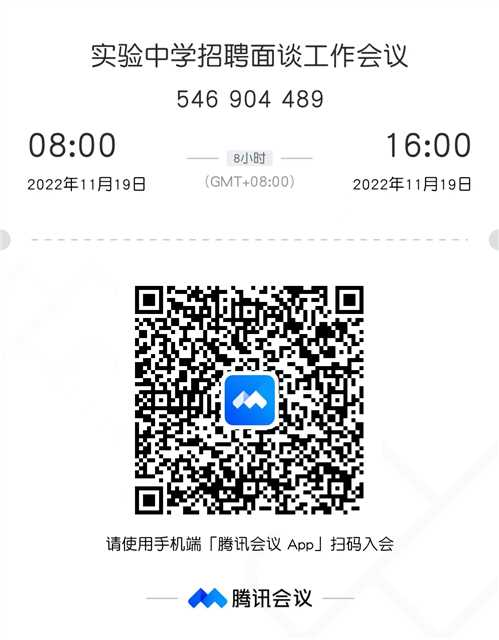 实验中学招聘面谈工作会议
546 904 489
08:00
8小时
16:00
2022年11月19日
(GMT+08:00)
2022年11月19日
请使用手机端「腾讯会议 App」扫码入会
腾讯会议